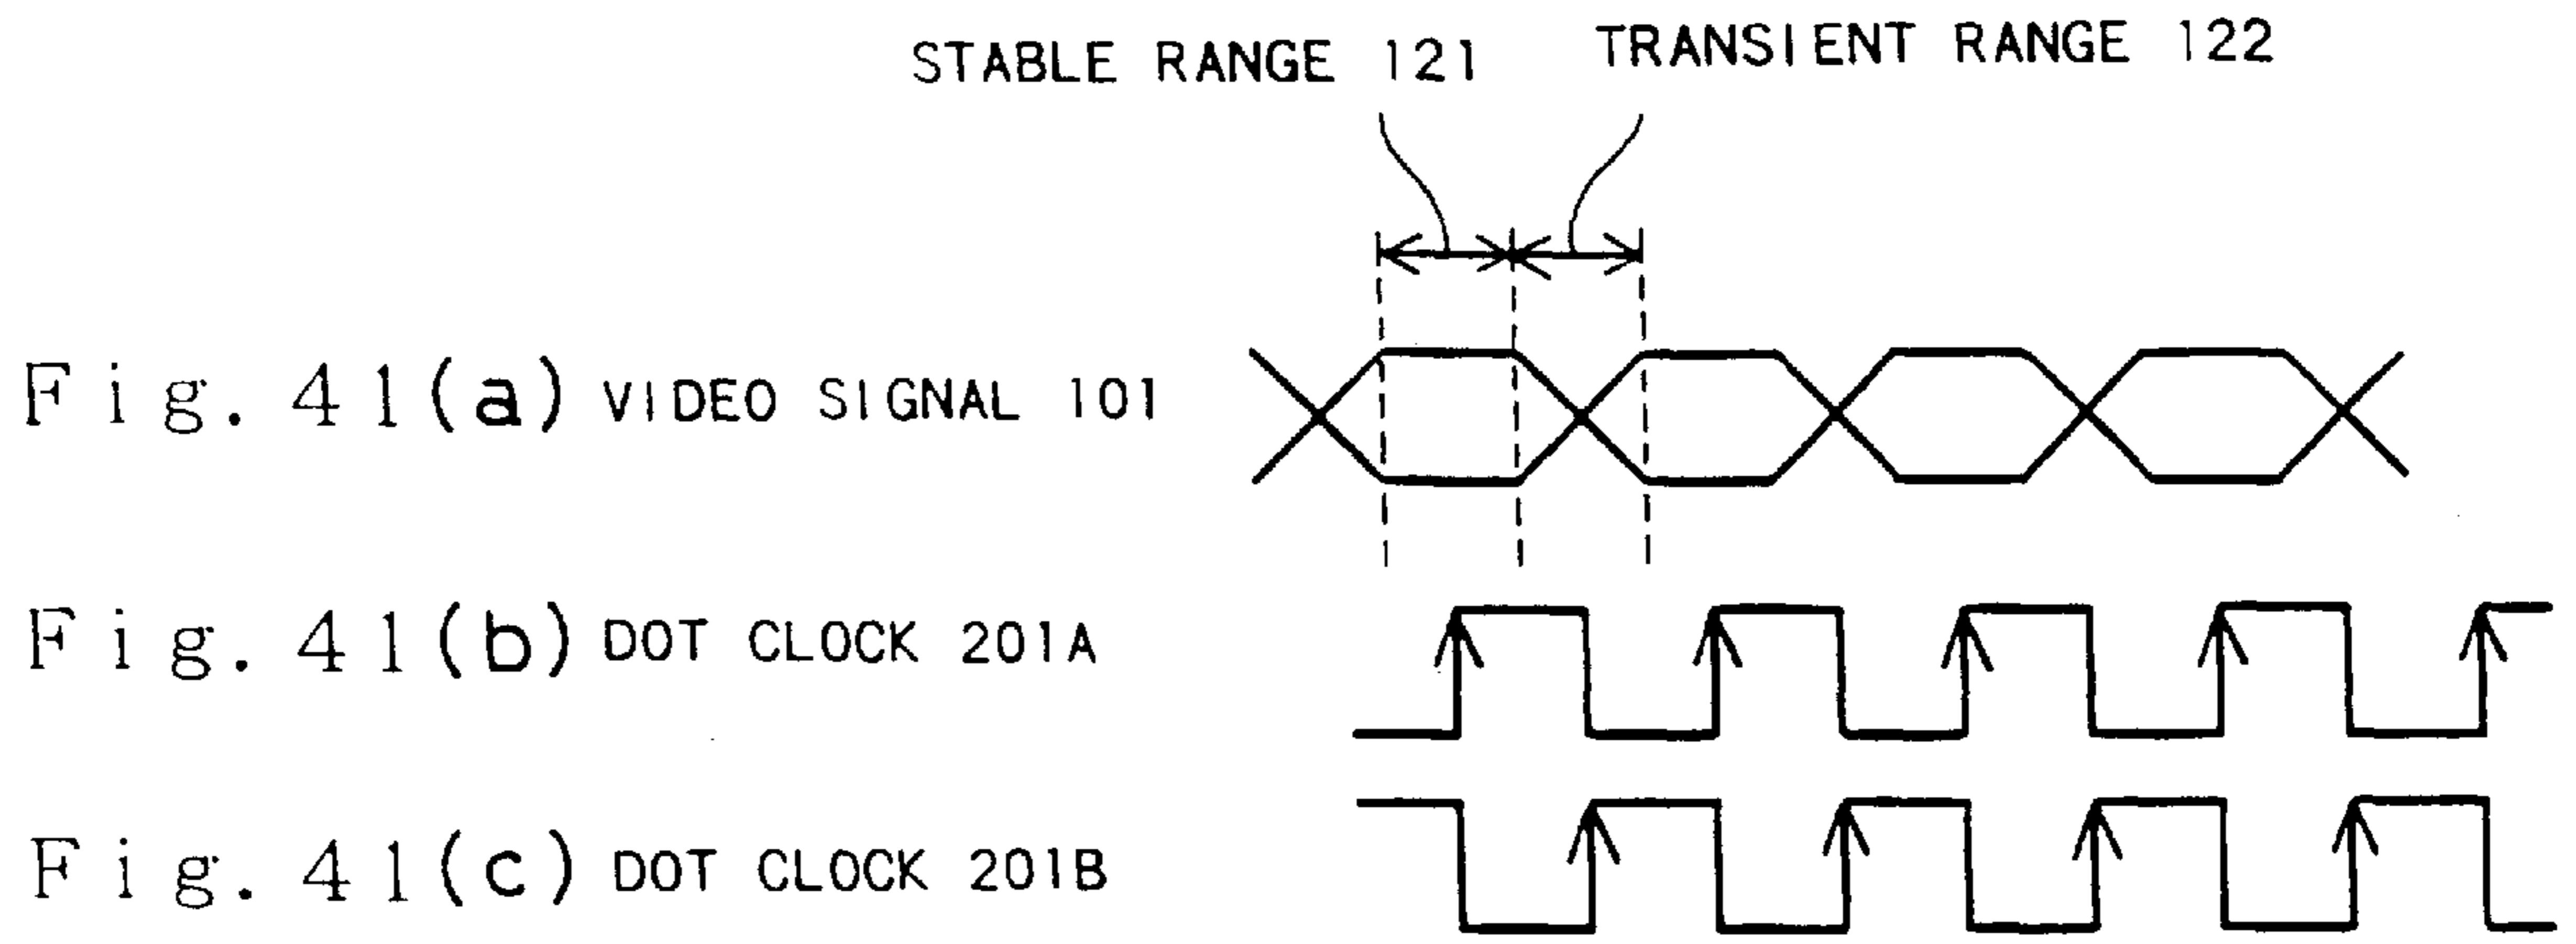 STABLE RANGE 121
TRANSIENT RANGE 122
Fig. 41(a) VIDEO SIGNAL 101
Fig. 41(b) DOT CLOCK 201A
Fig. 41(c) DOT CLOCK 201B